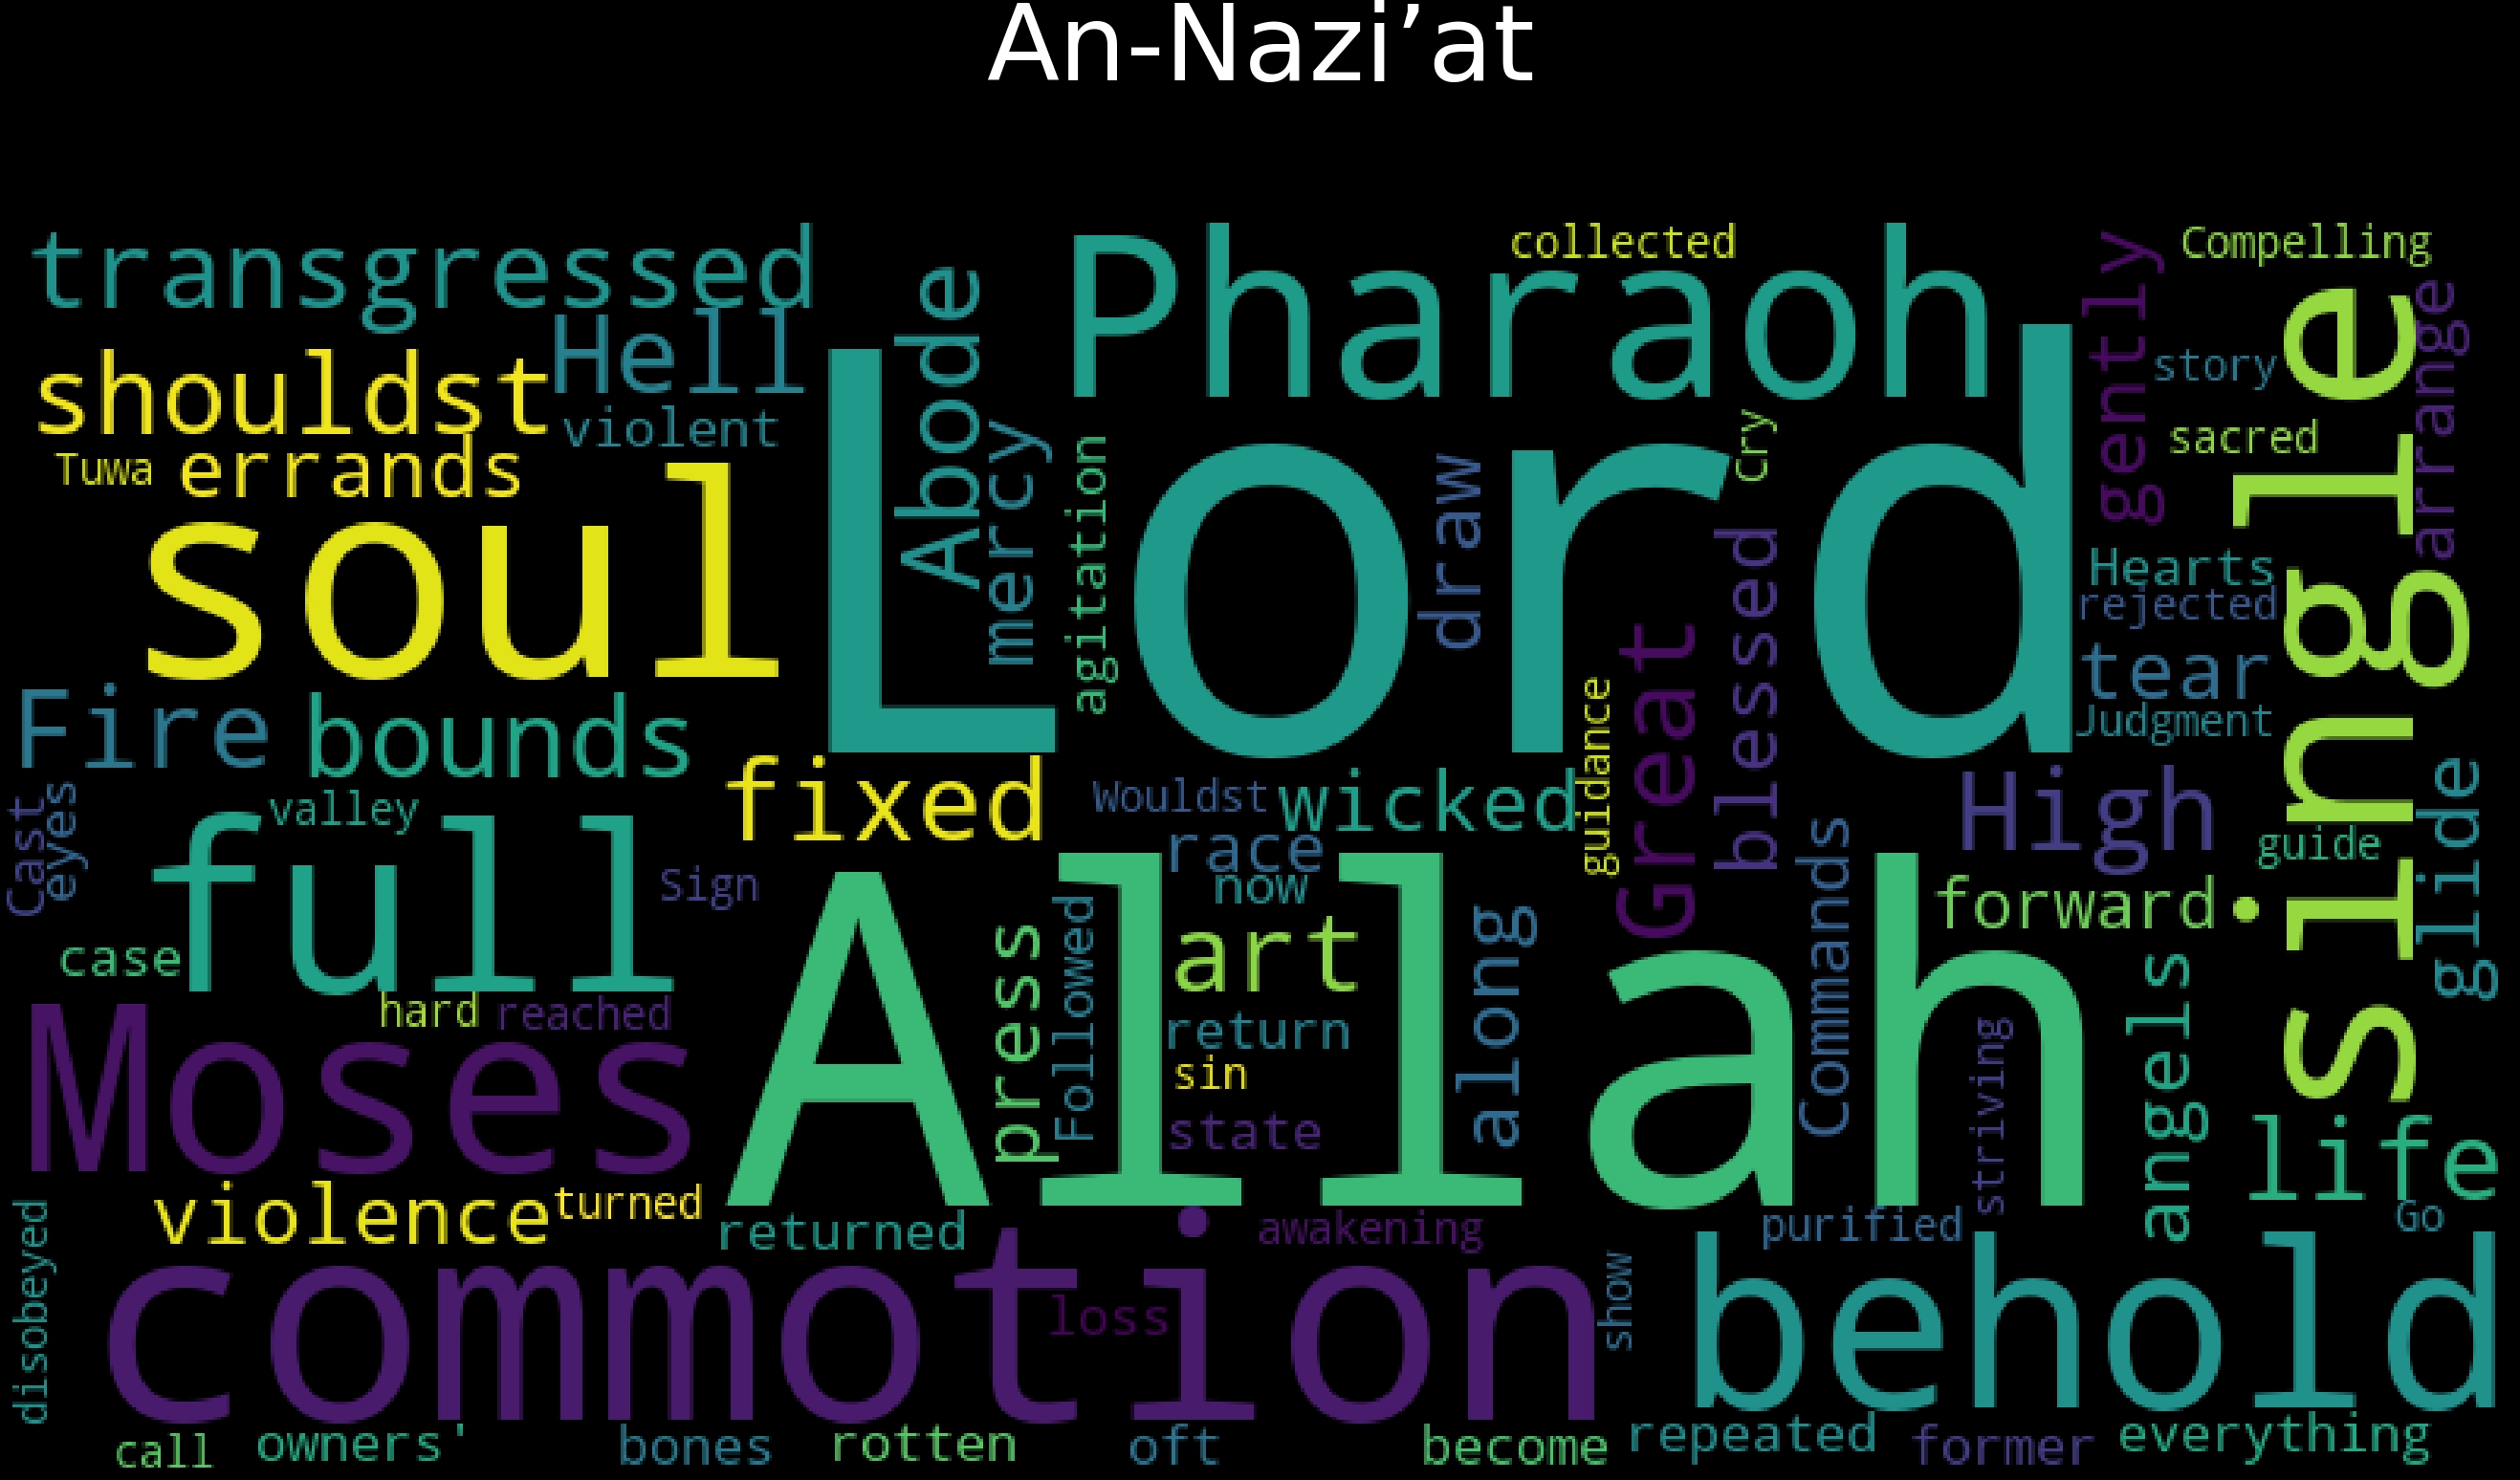 An-Nazi’at
transgressed
Pharaoh
collected
gently
Compelling
shouldst
Hell
Abode
story
single
arrange
violent
mercy
Lord
Cry
sacred
Tuwa
errands
agitation
draw
soul
blessed
Hearts
rejected
Great
tear
Fire
bounds
guidance
Judgment
fixed
Wouldst
wicked
High
glide
Cast
eyes
valley
race
guide
full
Sign
now
Commands
forward
case
press
Followed
art
along
angels
hard
reached
Allah
return
striving
Moses
sin
state
life
violence
turned
returned
awakening
purified
Go
disobeyed
commotion
loss
show
behold
call
owners'
bones
rotten
oft
become
repeated
former
everything